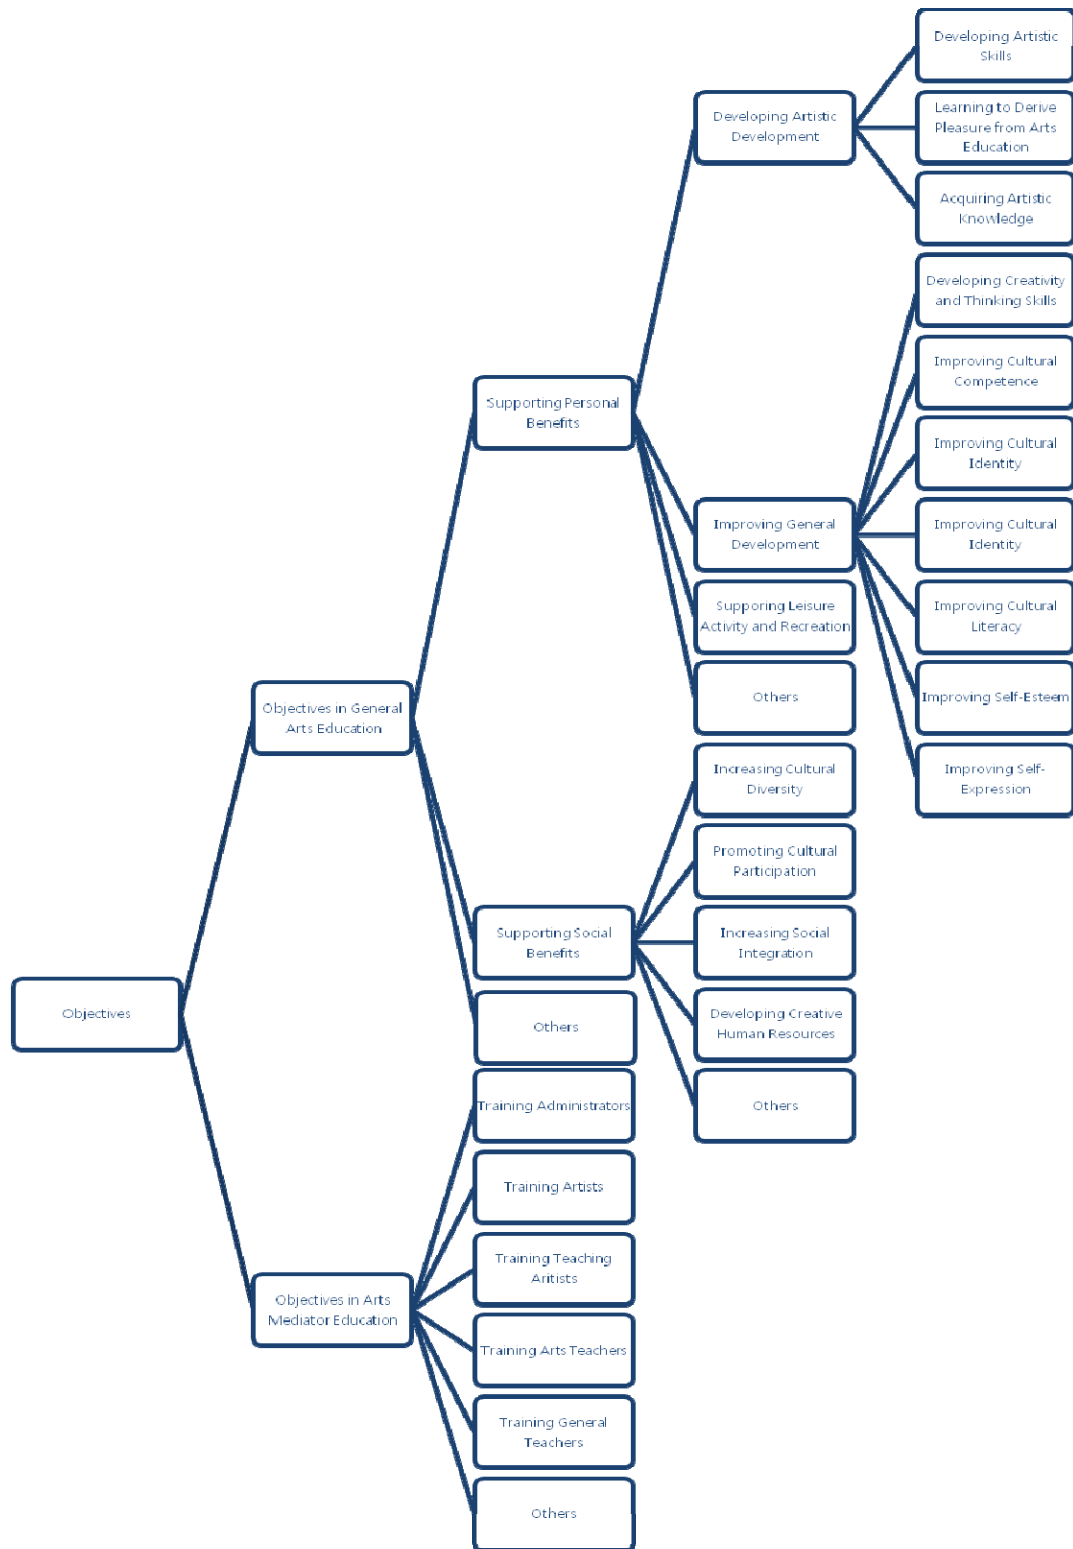 Objectives
Objectives in General
Arts Education
Objectives in Arts
Mediator Education
Supporting Personal
Benefits
Supporting Social
Benefits
Others
Training Administrators
Training Artists
Training Teaching
Aritists
Training Arts Teachers
Training General
Teachers
Others
Developing Artistic
Development
Improving General
Development
Supporing Leisure
Activity and Recreation
Others
Increasing Cultural
Diversity
Promoting Cultural
Participation
Increasing Social
Integration
Developing Creative
Human Resources
Others
Developing Artistic
Skills
Learning to Derive
Pleasure from Arts
Education
Acquiring Artistic
Knowledge
Developing Creativity
and Thinking Skills
Improving Cultural
Competence
Improving Cultural
Identity
Improving Cultural
Identity
Improving Cultural
Literacy
Improving Self-Esteem
Improving Self-
Expression